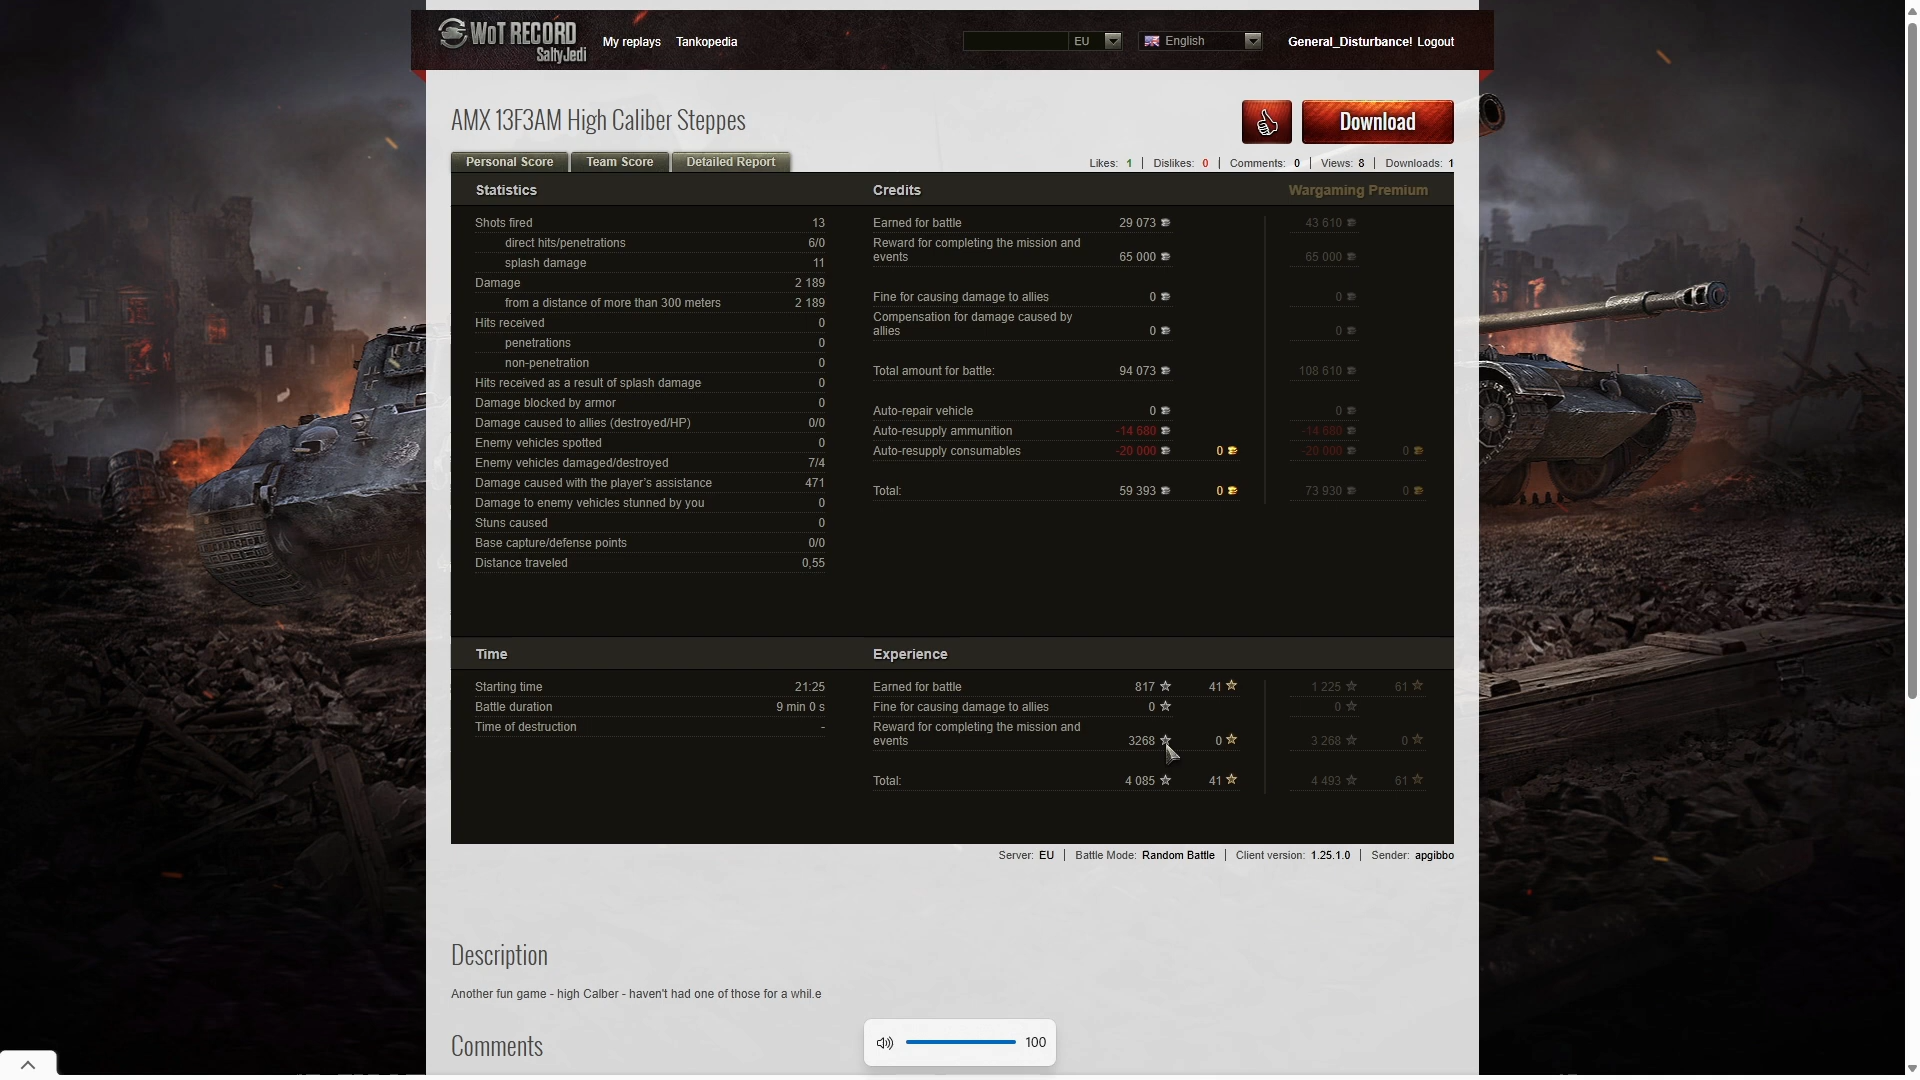 WoT RECORD
SaltyJedi
My replays
Tankopedia
EU
English
General_Disturbance! Logout
AMX 13F3AM High Caliber Steppes
Download
Personal Score
Team Score
Detailed Report
Likes: 1 | Dislikes: 0 | Comments: 0 | Views: 8 | Downloads: 1
Statistics
Credits
Wargaming Premium
Shots fired 13
direct hits/penetrations 6/0
splash damage 11
Damage 2 189
from a distance of more than 300 meters 2 189
Hits received 0
penetrations 0
non-penetration 0
Hits received as a result of splash damage 0
Damage blocked by armor 0
Damage caused to allies (destroyed/HP) 0/0
Enemy vehicles spotted 0
Enemy vehicles damaged/destroyed 7/4
Damage caused with the player's assistance 471
Damage to enemy vehicles stunned by you 0
Stuns caused 0
Base capture/defense points 0/0
Distance traveled 0,55
Earned for battle 29 073 43 610
Reward for completing the mission and
events 65 000 65 000
Fine for causing damage to allies 0 0
Compensation for damage caused by
allies 0 0
Total amount for battle: 94 073 108 610
Auto-repair vehicle 0 0
Auto-resupply ammunition -14 680 -14 680
Auto-resupply consumables -20 000 0 -20 000 0
Total: 59 393 0 73 930 0
Time
Experience
Starting time 21:25
Battle duration 9 min 0 s
Time of destruction -
Earned for battle 817 41 1 225 61
Fine for causing damage to allies 0 0
Reward for completing the mission and
events 3268 0 3 268 0
Total: 4 085 41 4 493 61
Server: EU | Battle Mode: Random Battle | Client version: 1.25.1.0 | Sender: apgibbo
Description
Another fun game - high Calber - haven't had one of those for a whil.e
Comments
100